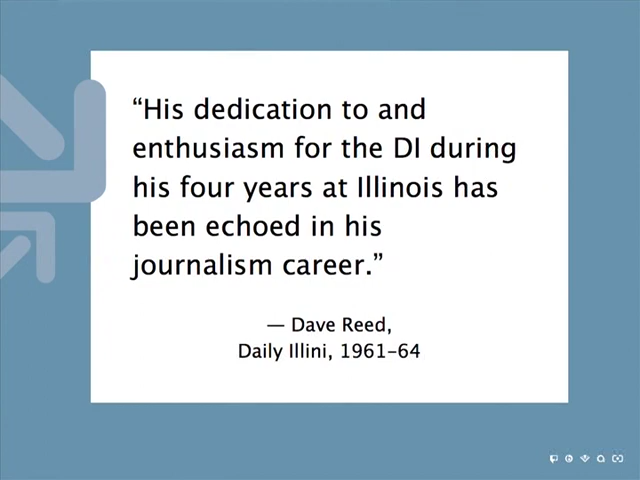 “His dedication to and
enthusiasm for the DI during
his four years at Illinois has
been echoed in his
journalism career.”
— Dave Reed,
Daily Illini, 1961–64